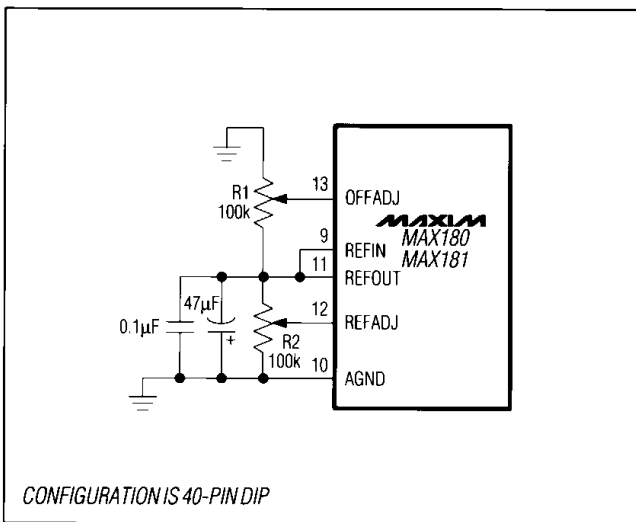 R1
100k
13
OFFADJ
MAXIM
MAX180
MAX181
9
REFIN
11
REFOUT
47µF
+
0.1µF
12
REFADJ
R2
100k
10
AGND
CONFIGURATION IS 40-PIN DIP